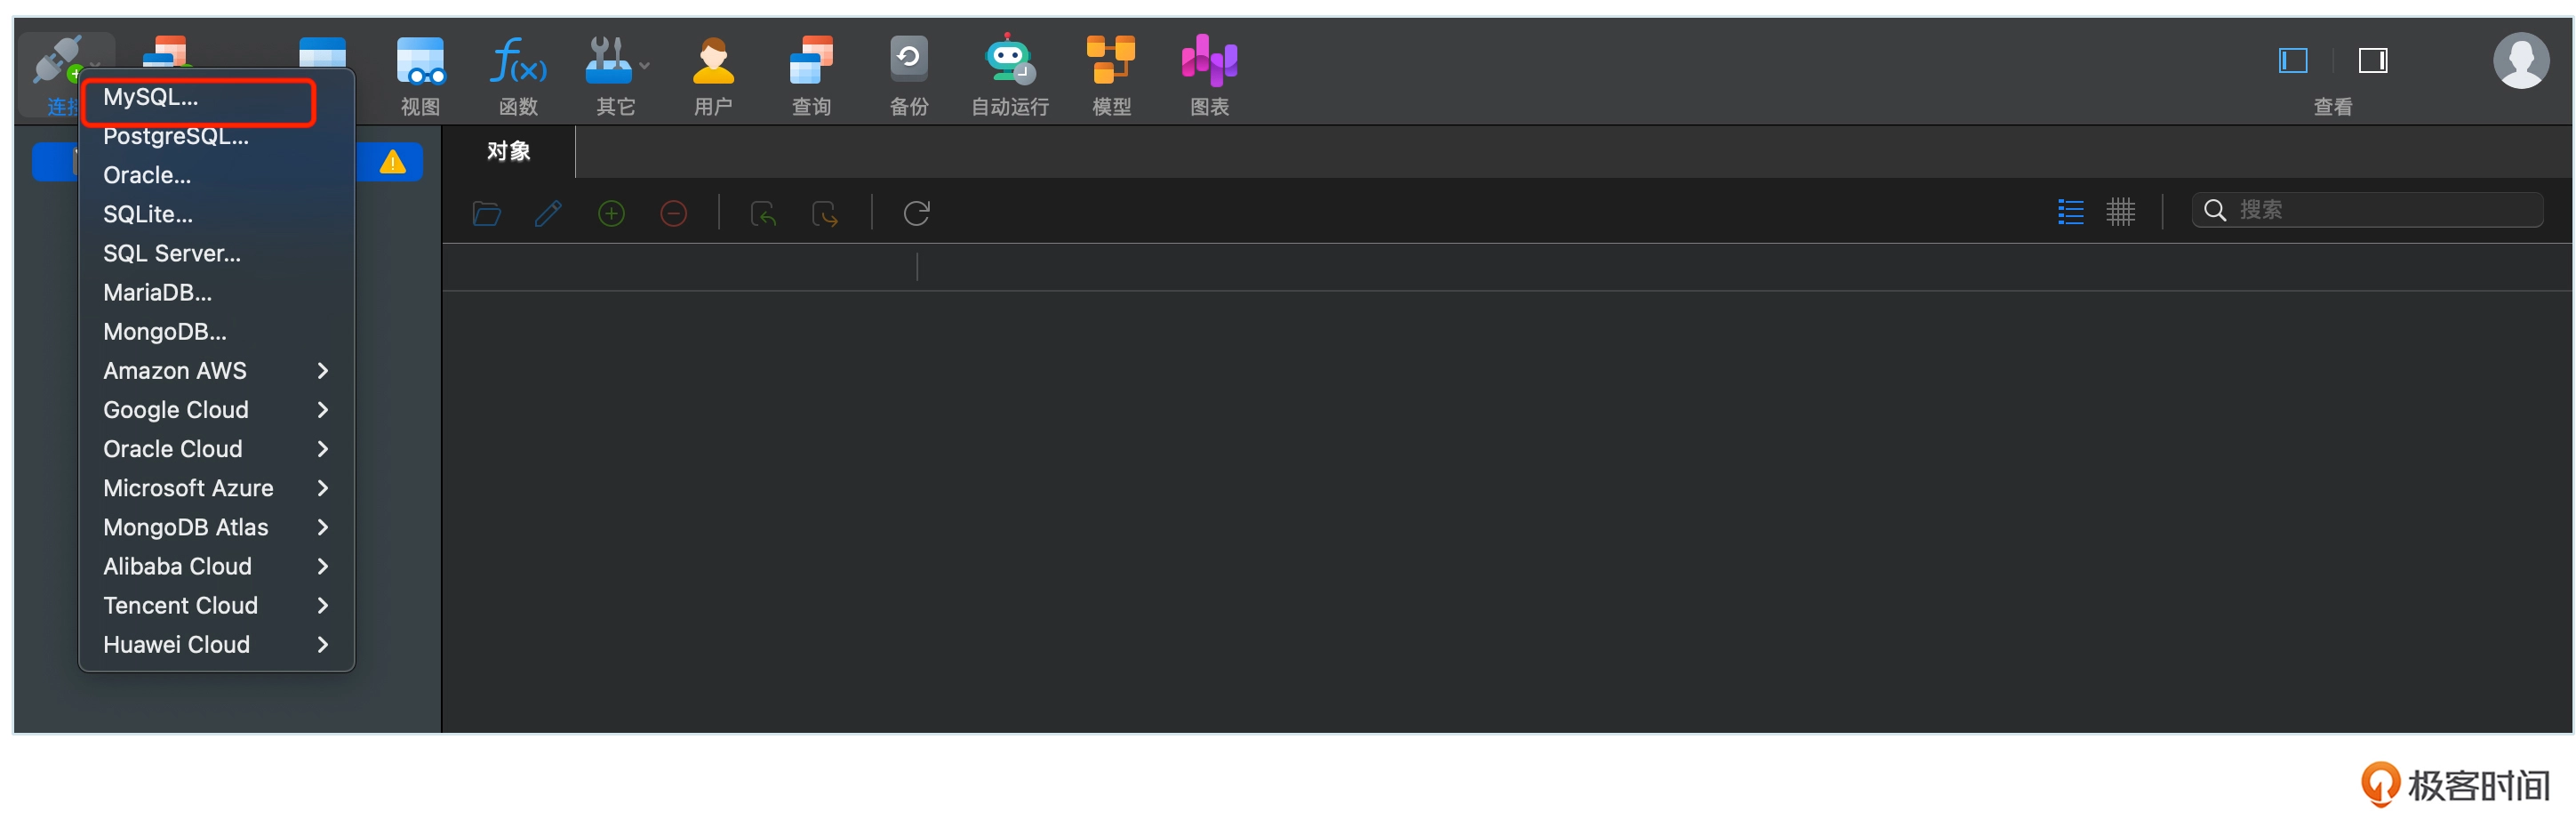 视图
函数
其它
用户
查询
备份
自动运行
模型
图表
查看
MySQL...
PostgreSQL...
Oracle...
SQLite...
SQL Server...
MariaDB...
MongoDB...
Amazon AWS
Google Cloud
Oracle Cloud
Microsoft Azure
MongoDB Atlas
Alibaba Cloud
Tencent Cloud
Huawei Cloud
对象
搜索
极客时间